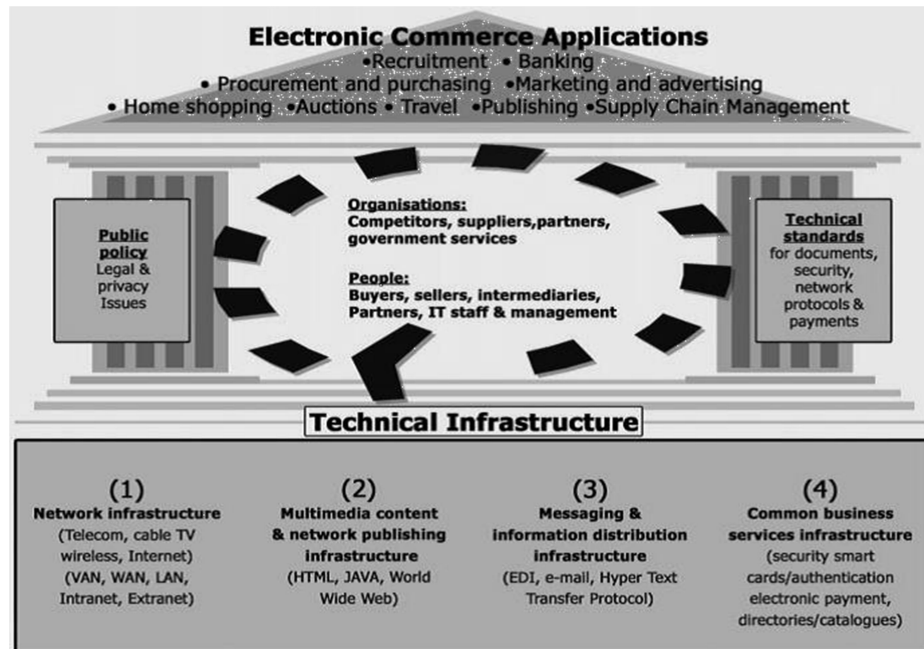 Electronic Commerce Applications
•Recruitment • Banking
• Procurement and purchasing •Marketing and advertising
• Home shopping •Auctions • Travel •Publishing •Supply Chain Management
Public
policy
Legal &
privacy
Issues
Organisations:
Competitors, suppliers,partners,
government services
People:
Buyers, sellers, intermediaries,
Partners, IT staff & management
Technical
standards
for documents,
security,
network
protocols &
payments
Technical Infrastructure
(1)
Network infrastructure
(Telecom, cable TV
wireless, Internet)
(VAN, WAN, LAN,
Intranet, Extranet)
(2)
Multimedia content
& network publishing
infrastructure
(HTML, JAVA, World
Wide Web)
(3)
Messaging &
information distribution
infrastructure
(EDI, e-mail, Hyper Text
Transfer Protocol)
(4)
Common business
services infrastructure
(security smart
cards/authentication
electronic payment,
directories/catalogues)